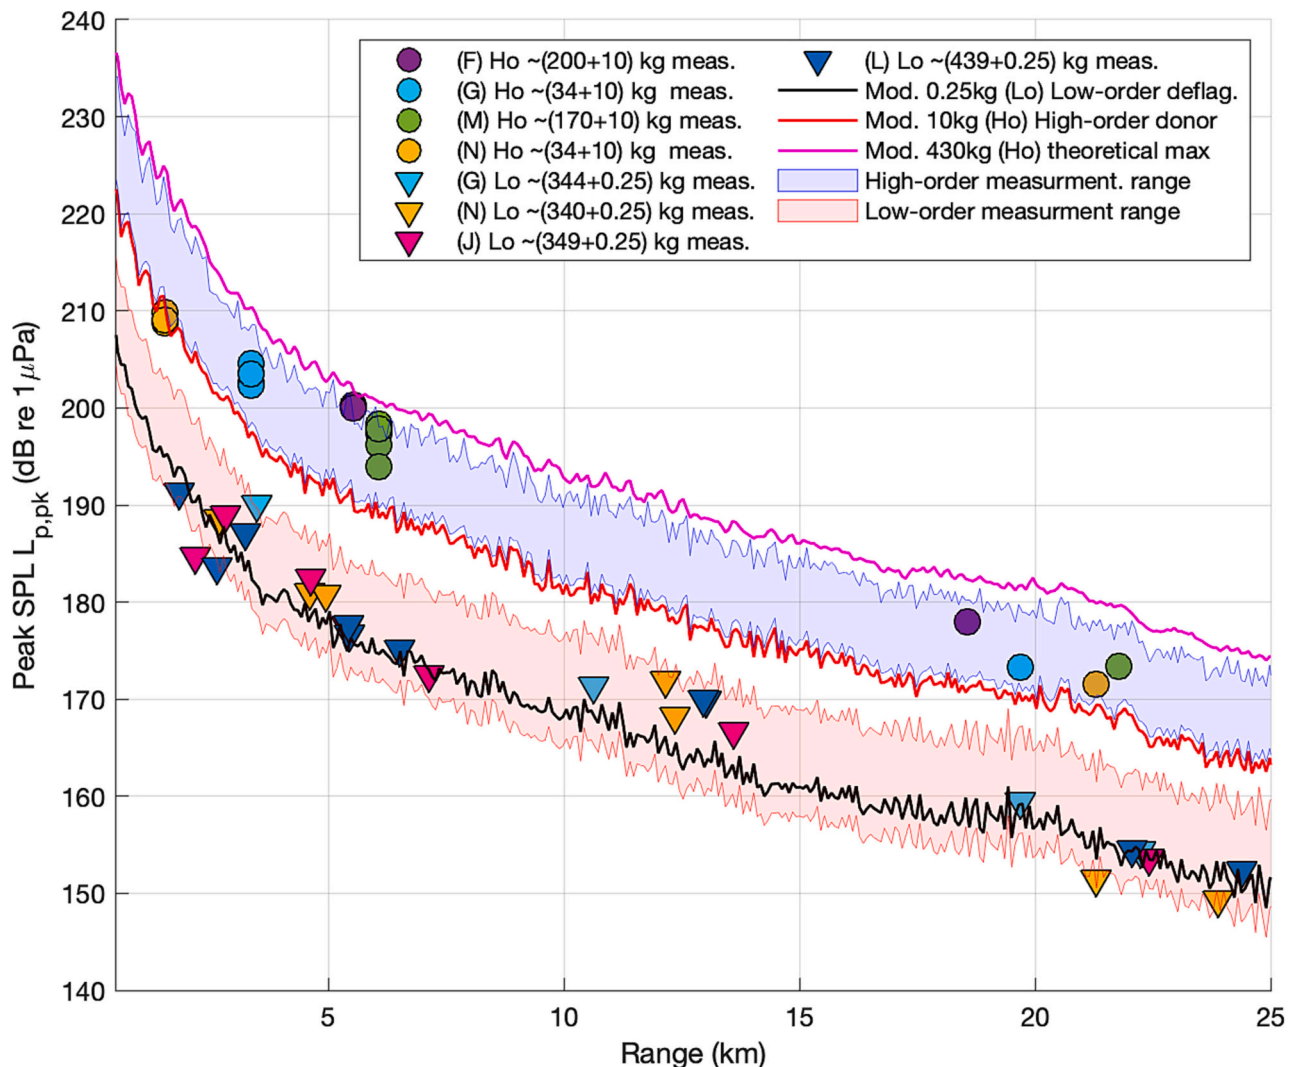 240
230
220
210
200
190
180
170
160
150
140
Peak SPL L_p,pk (dB re 1 μPa)
(F) Ho ~(200+10) kg meas.
(G) Ho ~(34+10) kg meas.
(M) Ho ~(170+10) kg meas.
(N) Ho ~(34+10) kg meas.
(G) Lo ~(344+0.25) kg meas.
(N) Lo ~(340+0.25) kg meas.
(J) Lo ~(349+0.25) kg meas.
(L) Lo ~(439+0.25) kg meas.
Mod. 0.25kg (Lo) Low-order deflag.
Mod. 10kg (Ho) High-order donor
Mod. 430kg (Ho) theoretical max
High-order measurment. range
Low-order measurment range
5 10 15 20 25
Range (km)